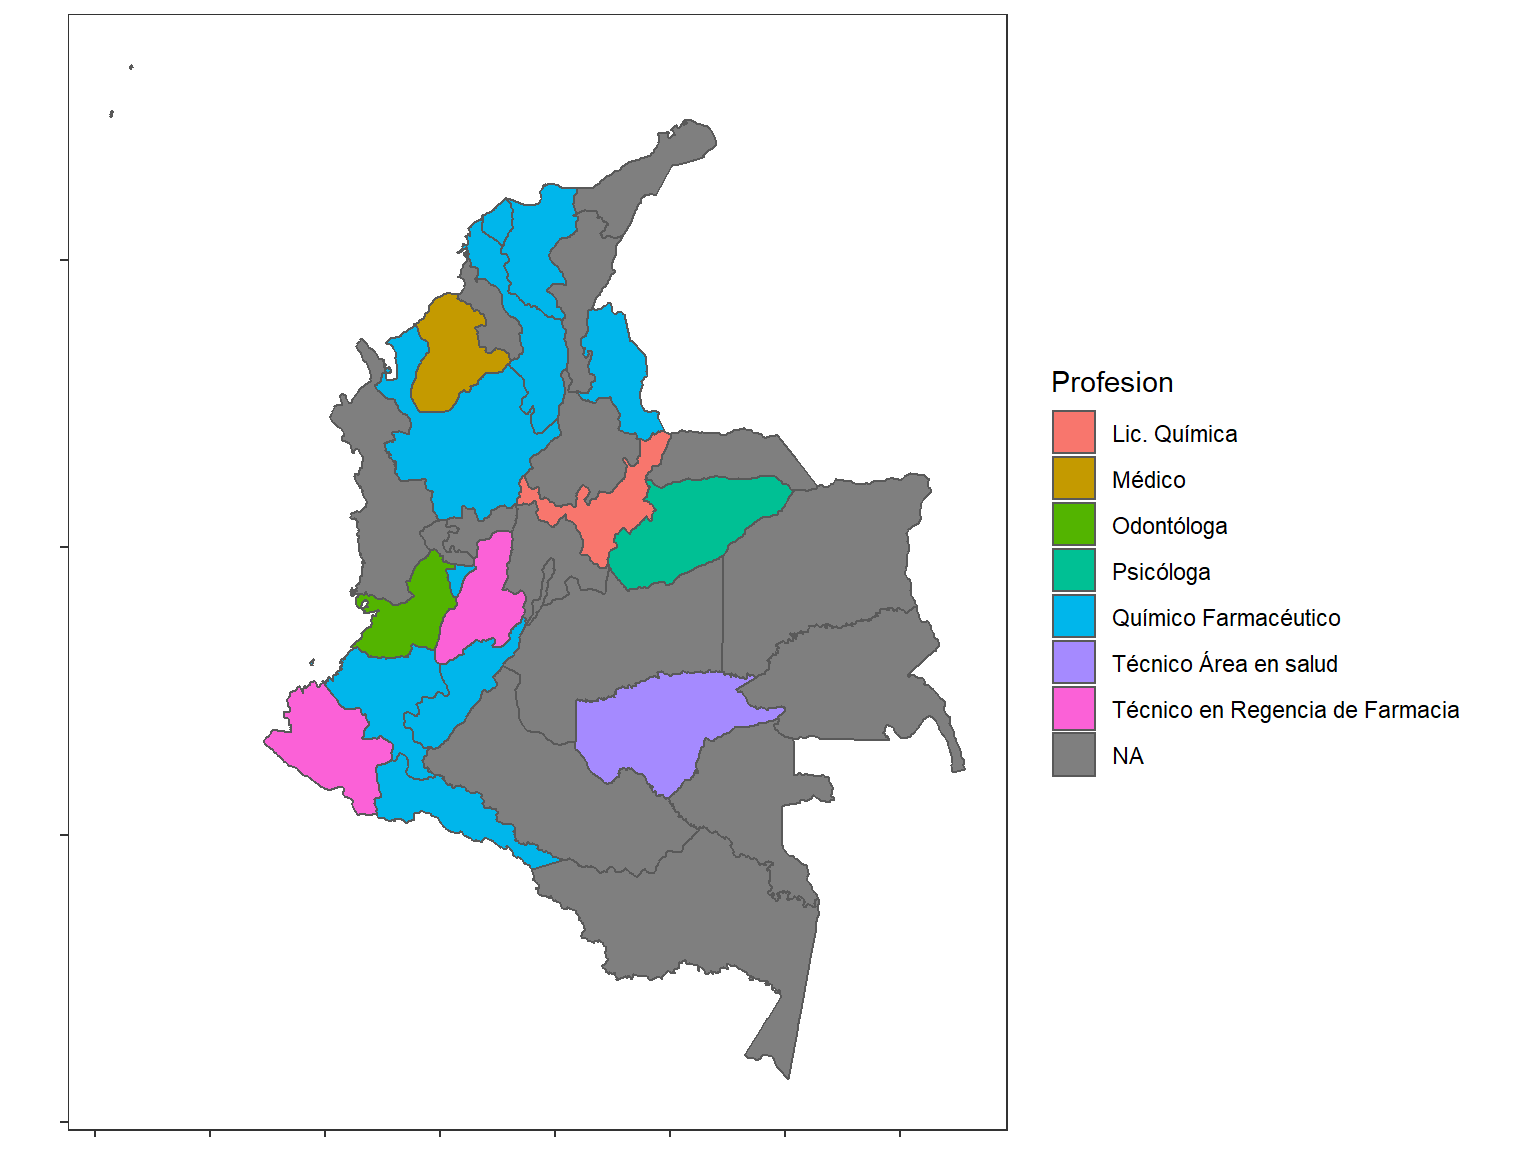 Profesion
Lic. Química
Médico
Odontóloga
Psicóloga
Químico Farmacéutico
Técnico Área en salud
Técnico en Regencia de Farmacia
NA